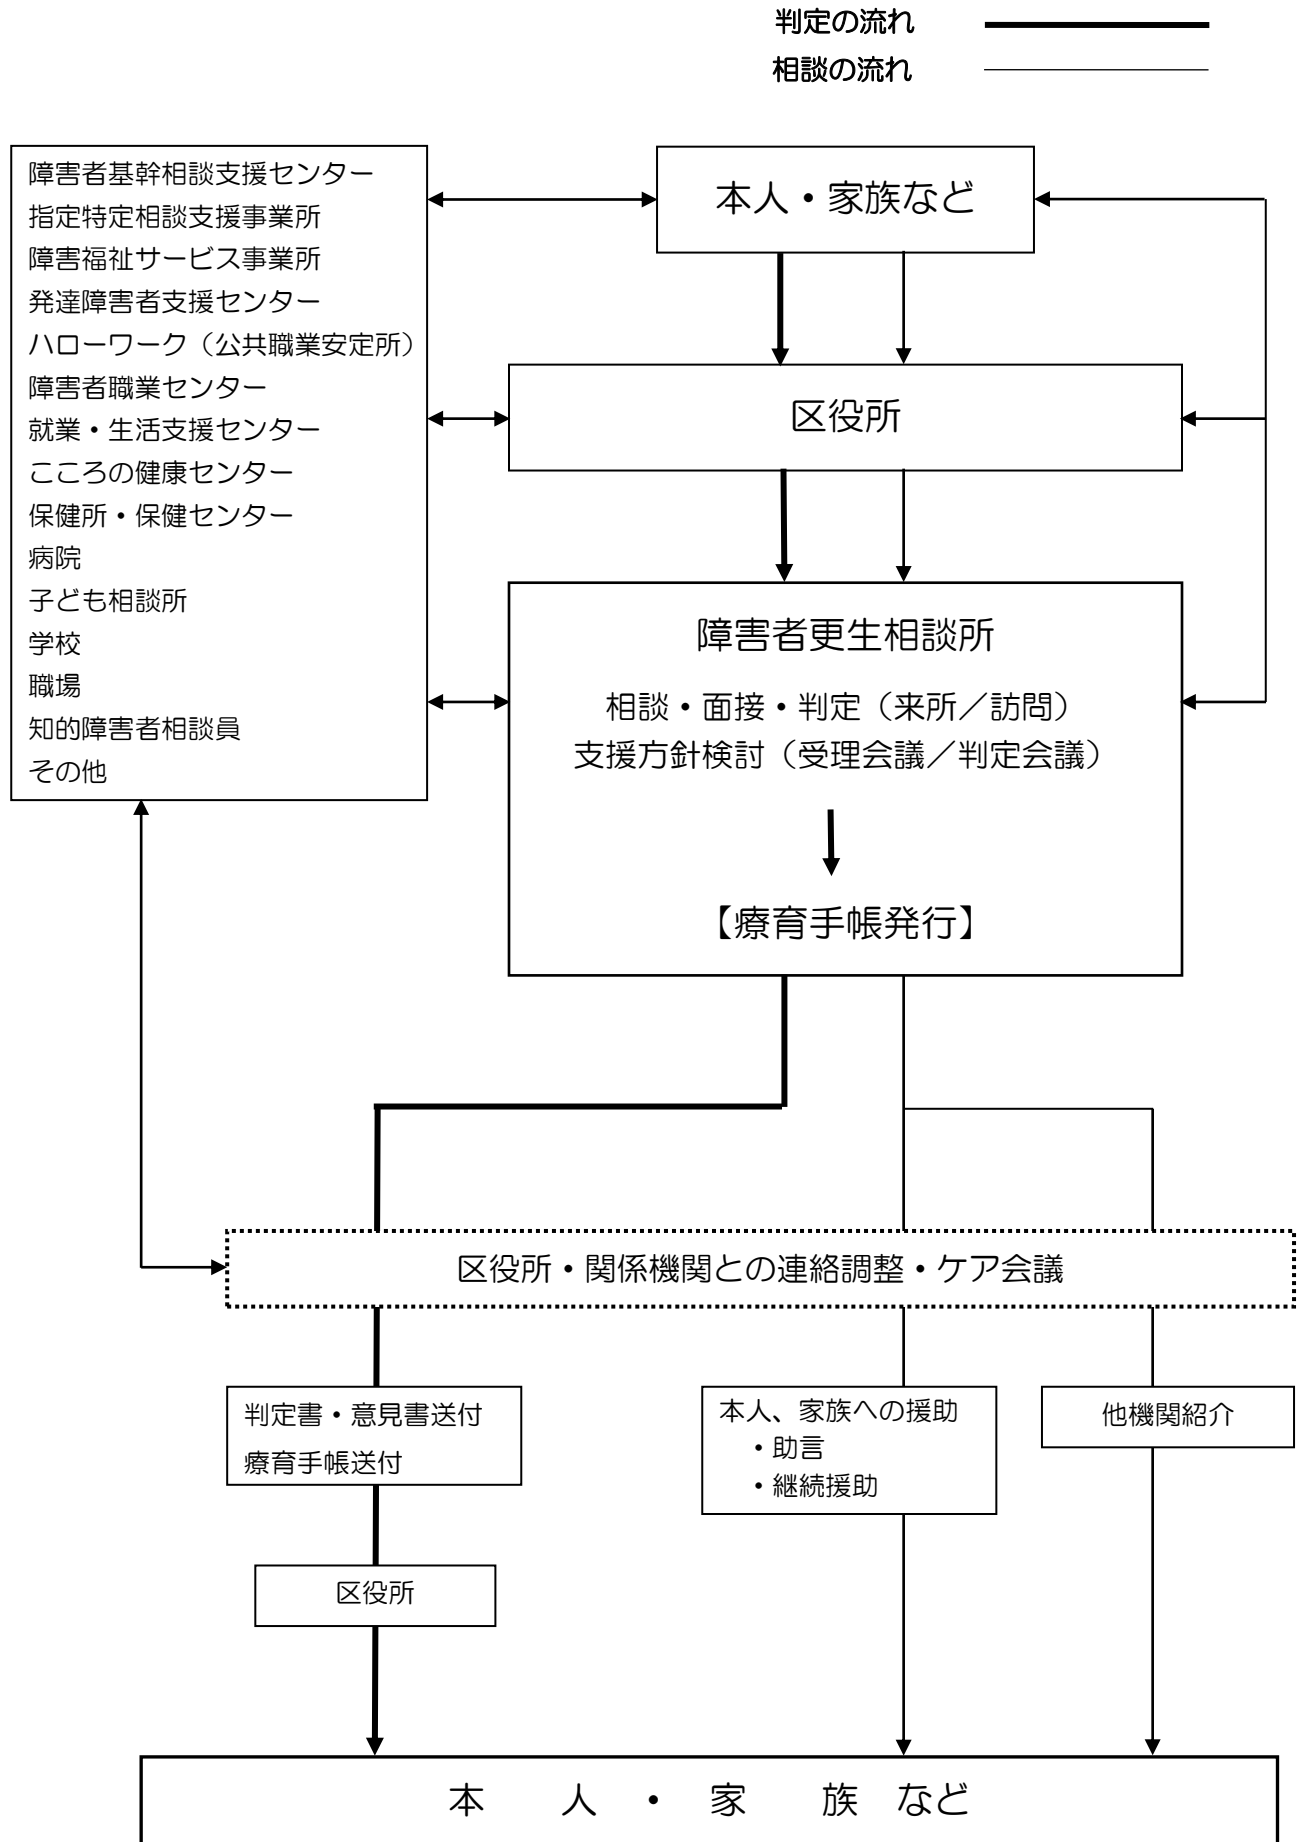 判定の流れ
相談の流れ
障害者基幹相談支援センター
指定特定相談支援事業所
障害福祉サービス事業所
発達障害者支援センター
ハローワーク（公共職業安定所）
障害者職業センター
就業・生活支援センター
こころの健康センター
保健所・保健センター
病院
子ども相談所
学校
職場
知的障害者相談員
その他
本人・家族など
区役所
障害者更生相談所
相談・面接・判定（来所／訪問）
支援方針検討（受理会議／判定会議）
【療育手帳発行】
区役所・関係機関との連絡調整・ケア会議
判定書・意見書送付
療育手帳送付
本人、家族への援助
・助言
・継続援助
他機関紹介
区役所
本　人・家　族 など